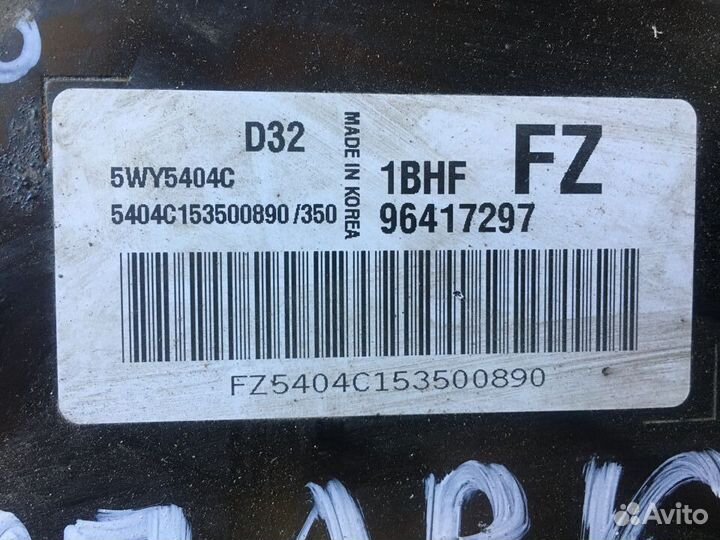 D32
MADE IN KOREA
FZ
5WY5404C
1BHF
5404C153500890 /350
96417297
FZ5404C153500890
Avito